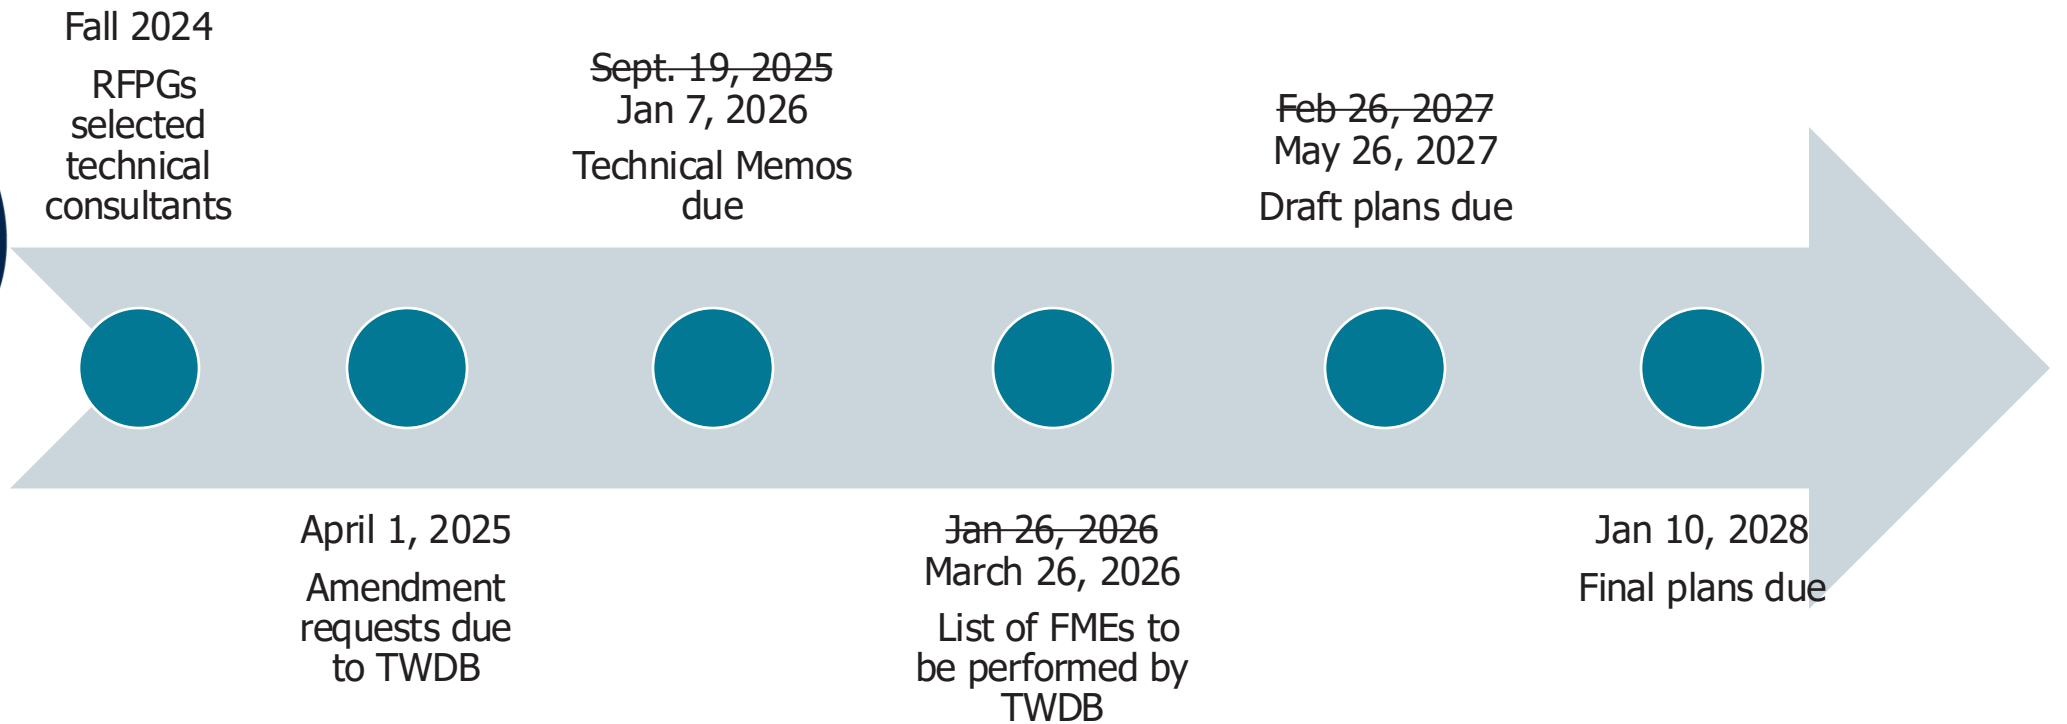 Fall 2024
RFPGs
selected
technical
consultants
April 1, 2025
Amendment
requests due
to TWDB
Sept. 19, 2025
Jan 7, 2026
Technical Memos
due
Jan 26, 2026
March 26, 2026
List of FMEs to
be performed by
TWDB
Feb 26, 2027
May 26, 2027
Draft plans due
Jan 10, 2028
Final plans due